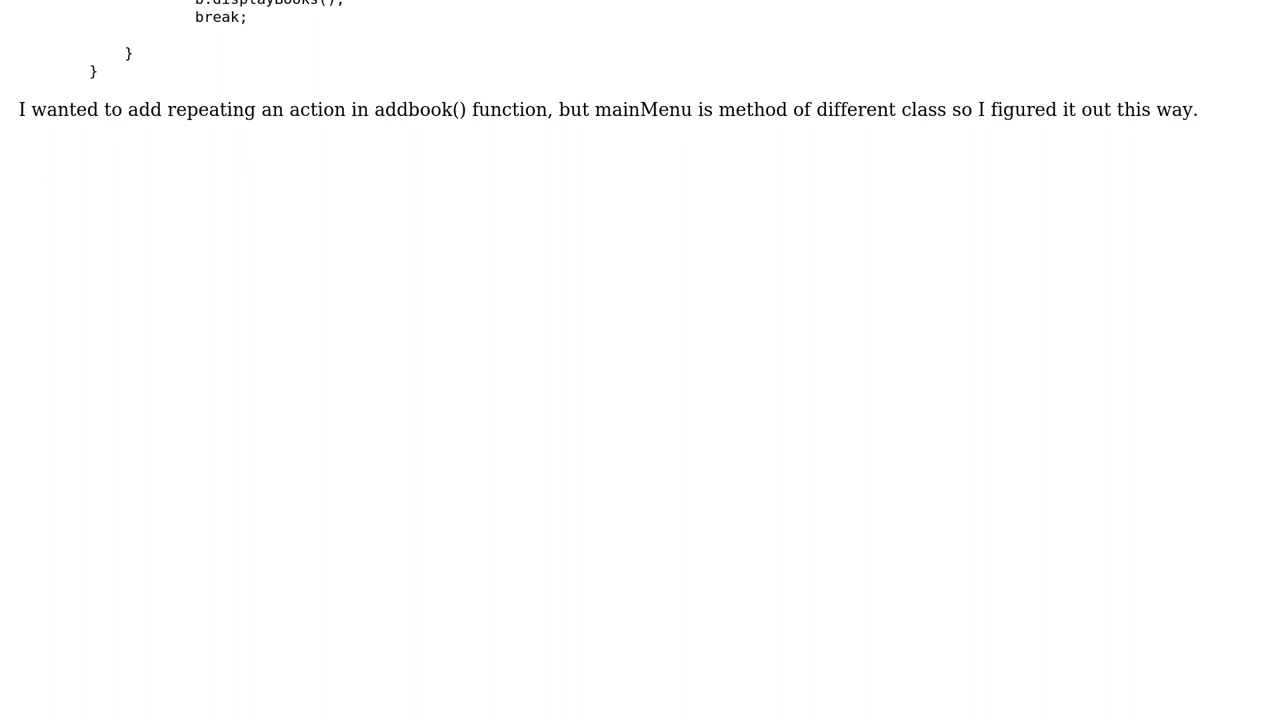 b.displayBooks();
break;
}
}
I wanted to add repeating an action in addbook() function, but mainMenu is method of different class so I figured it out this way.